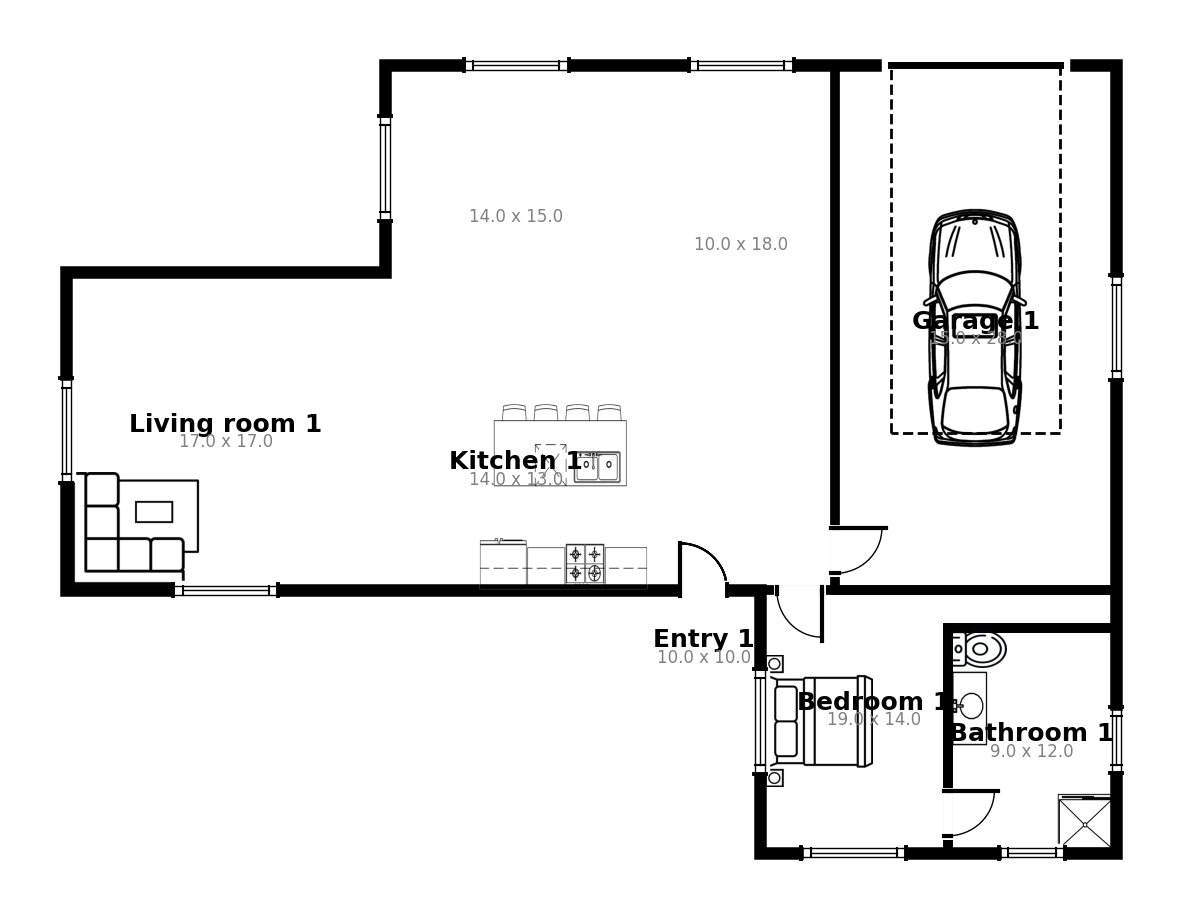 14.0 x 15.0
10.0 x 18.0
Garage 1
15.0 x 28.0
Living room 1
17.0 x 17.0
Kitchen 1
14.0 x 13.0
Entry 1
10.0 x 10.0
Bedroom 1
19.0 x 14.0
Bathroom 1
9.0 x 12.0